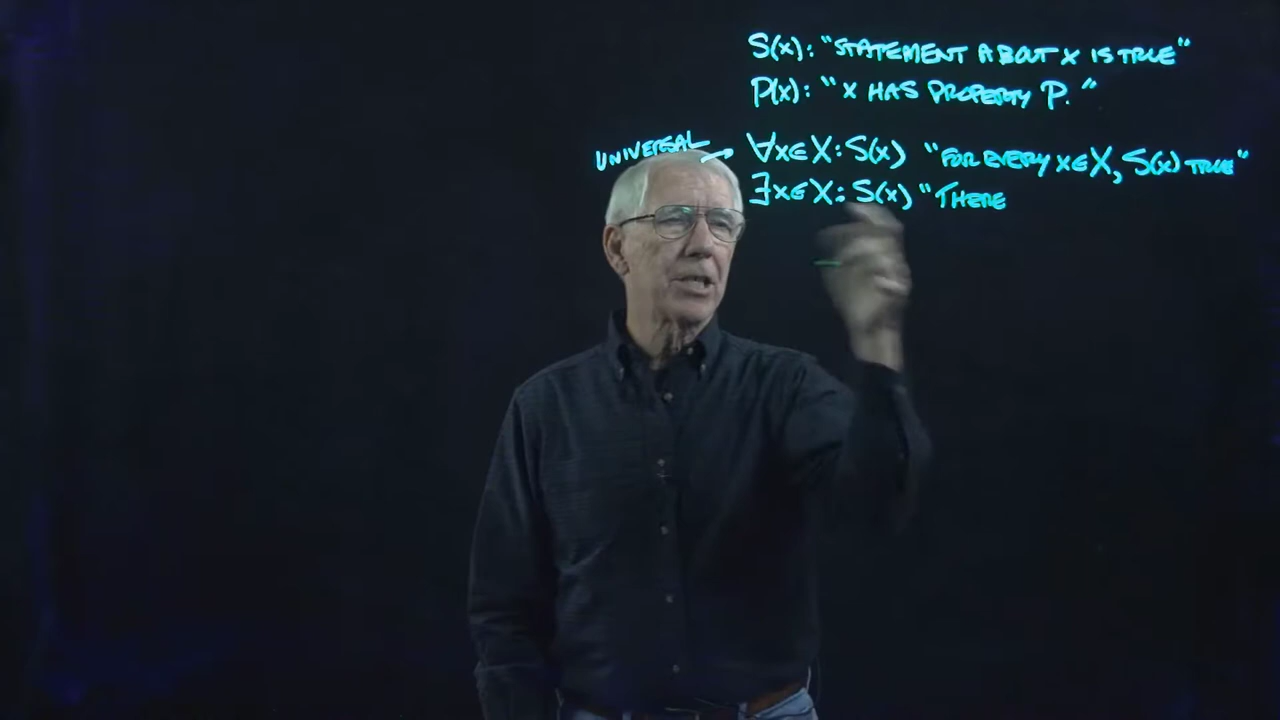 S(x): "STATEMENT ABOUT X IS TRUE"
P(x): "X HAS PROPERTY P."
UNIVERSAL → ∀x∈X: S(x) "FOR EVERY x∈X, S(x) TRUE"
∃x∈X: S(x) "THERE